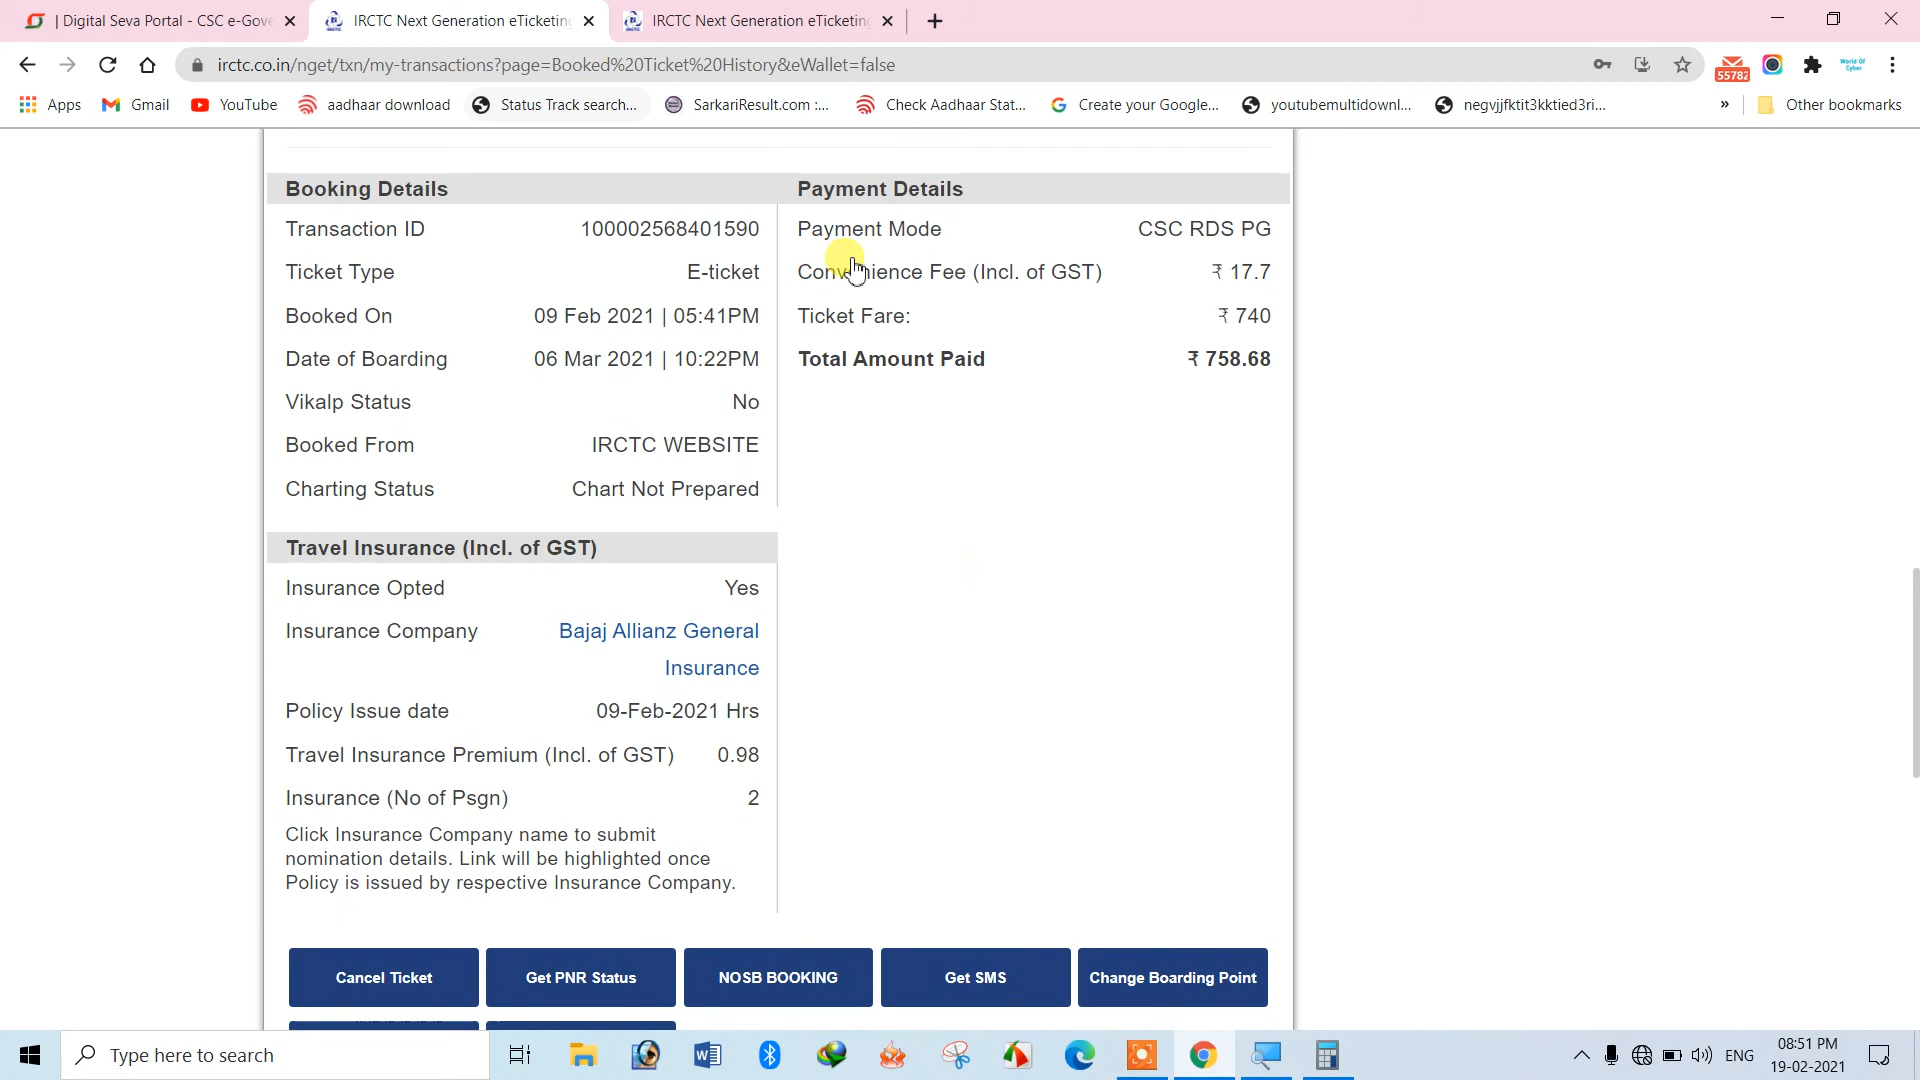 | Digital Seva Portal - CSC e-Gove
IRCTC Next Generation eTicketing
IRCTC Next Generation eTicketing
irctc.co.in/nget/txn/my-transactions?page=Booked%20Ticket%20History&eWallet=false
55782
World Of Cyber
Apps
Gmail
YouTube
aadhaar download
Status Track search...
SarkariResult.com :...
Check Aadhaar Stat...
Create your Google...
youtubemultidownl...
negvjjfktit3kktied3ri...
»
Other bookmarks
Booking Details
Payment Details
Transaction ID 100002568401590
Payment Mode CSC RDS PG
Ticket Type E-ticket
Convenience Fee (Incl. of GST) ₹ 17.7
Booked On 09 Feb 2021 | 05:41PM
Ticket Fare: ₹ 740
Date of Boarding 06 Mar 2021 | 10:22PM
Total Amount Paid ₹ 758.68
Vikalp Status No
Booked From IRCTC WEBSITE
Charting Status Chart Not Prepared
Travel Insurance (Incl. of GST)
Insurance Opted Yes
Insurance Company Bajaj Allianz General
Insurance
Policy Issue date 09-Feb-2021 Hrs
Travel Insurance Premium (Incl. of GST) 0.98
Insurance (No of Psgn) 2
Click Insurance Company name to submit
nomination details. Link will be highlighted once
Policy is issued by respective Insurance Company.
Cancel Ticket
Get PNR Status
NOSB BOOKING
Get SMS
Change Boarding Point
Type here to search
ENG
08:51 PM
19-02-2021